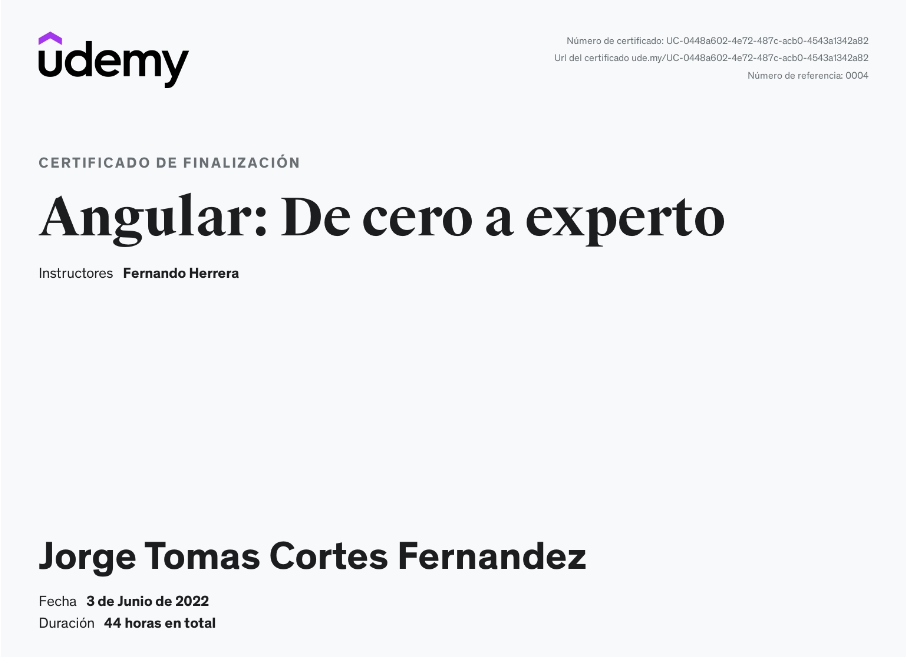 udemy
Número de certificado: UC-0448a602-4e72-487c-acb0-4543a1342a82
Url del certificado ude.my/UC-0448a602-4e72-487c-acb0-4543a1342a82
Número de referencia: 0004
CERTIFICADO DE FINALIZACIÓN
Angular: De cero a experto
Instructores Fernando Herrera
Jorge Tomas Cortes Fernandez
Fecha 3 de Junio de 2022
Duración 44 horas en total